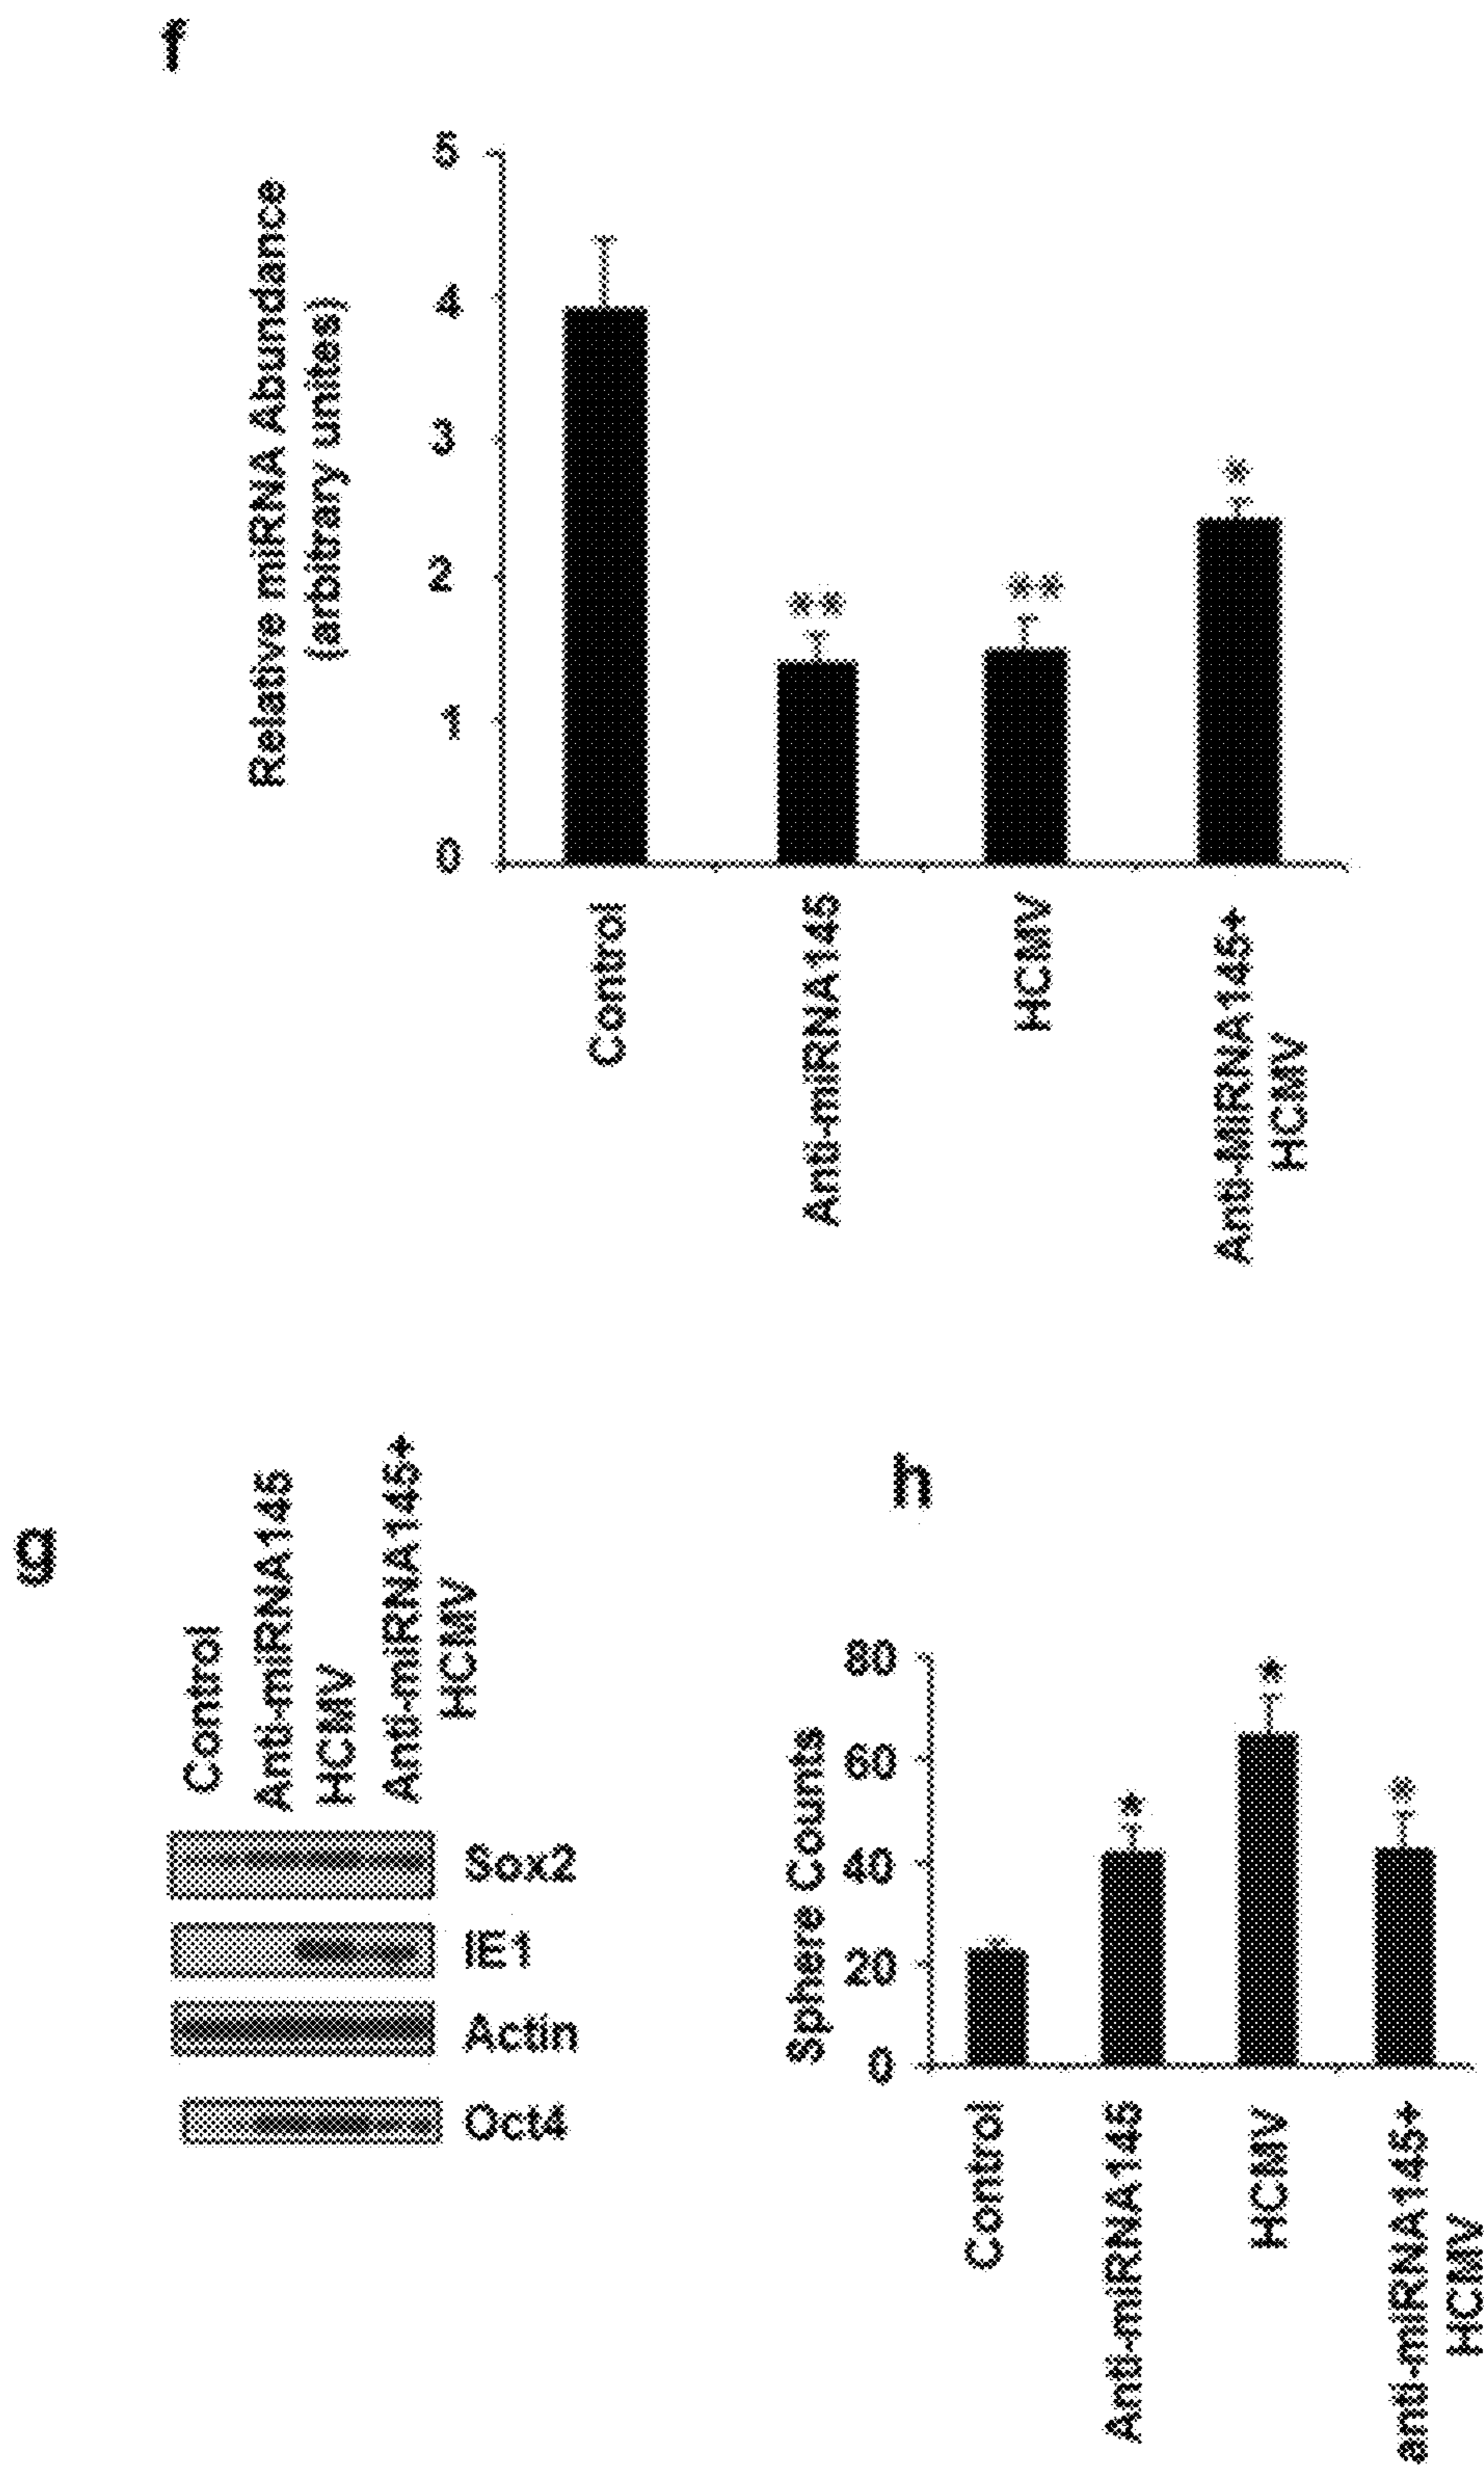 f
Relative miRNA Abundance
(arbitrary unites)
5
4
3
2
1
0
**
**
*
Control
Anti-miRNA145
HCMV
Anti-MiRNA145+
HCMV
g
Control
Anti-miRNA145
HCMV
Anti-miRNA145+
HCMV
Sox2
IE1
Actin
Oct4
h
Sphere Counts
80
60
40
20
0
*
*
*
Control
Anti-miRNA145
HCMV
anti-miRNA145+
HCMV